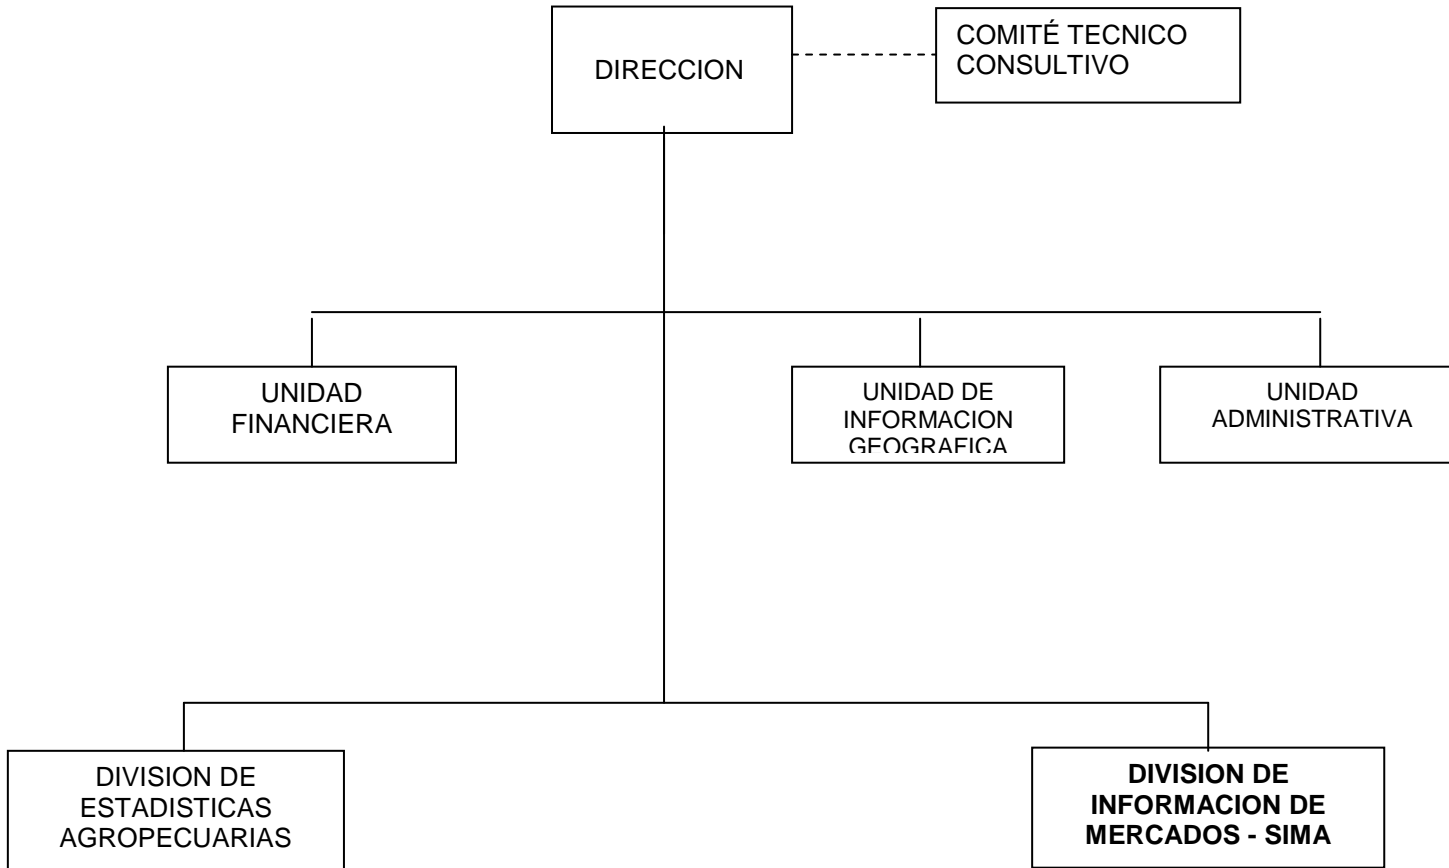 DIRECCION
COMITÉ TECNICO
CONSULTIVO
UNIDAD
FINANCIERA
UNIDAD DE
INFORMACION
GEOGRAFICA
UNIDAD
ADMINISTRATIVA
DIVISION DE
ESTADISTICAS
AGROPECUARIAS
DIVISION DE
INFORMACION DE
MERCADOS - SIMA